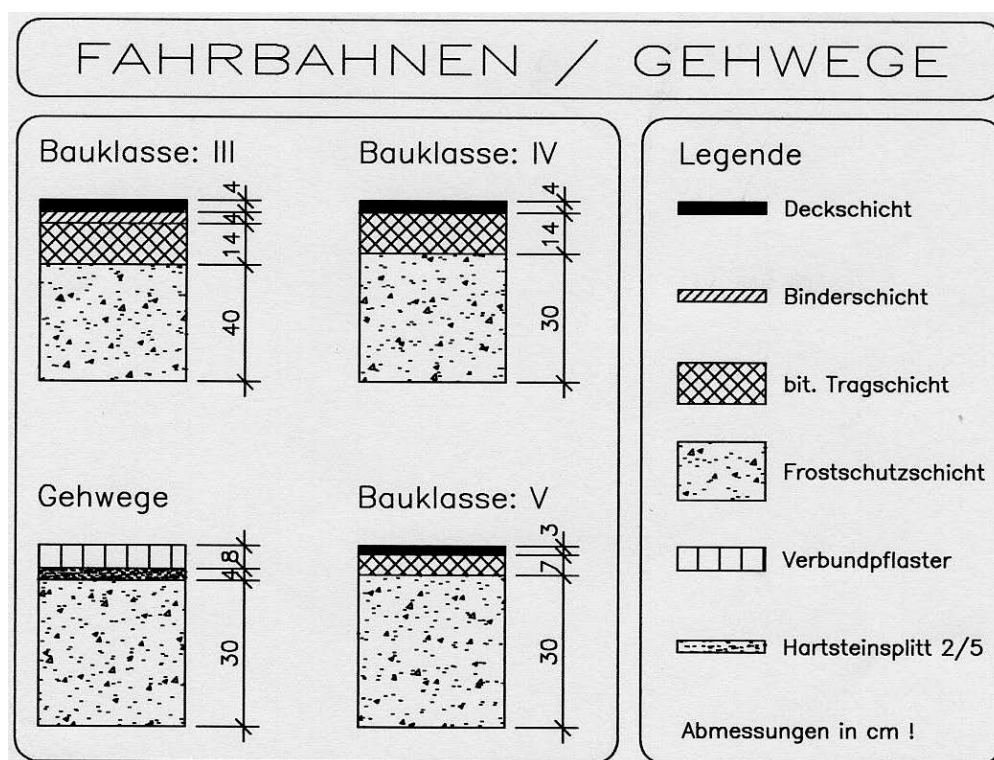 FAHRBAHNEN / GEHWEGE
Bauklasse: III
4
4
14
40
Bauklasse: IV
4
14
30
Gehwege
8
4
30
Bauklasse: V
3
7
30
Legende
Deckschicht
Binderschicht
bit. Tragschicht
Frostschutzschicht
Verbundpflaster
Hartsteinsplitt 2/5
Abmessungen in cm !